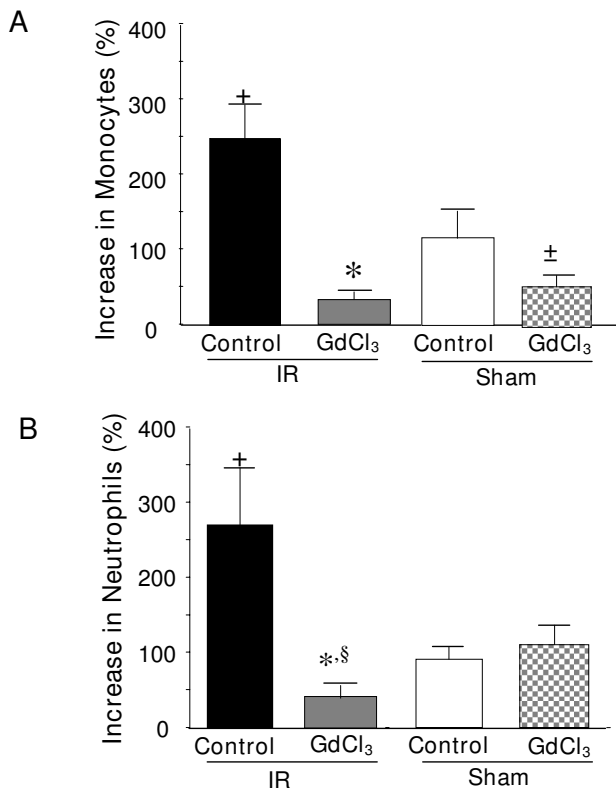 A
Increase in Monocytes (%)
400
300
200
100
0
+
*
±
Control GdCl₃ Control GdCl₃
IR Sham
B
Increase in Neutrophils (%)
400
300
200
100
0
+
*,§
Control GdCl₃ Control GdCl₃
IR Sham